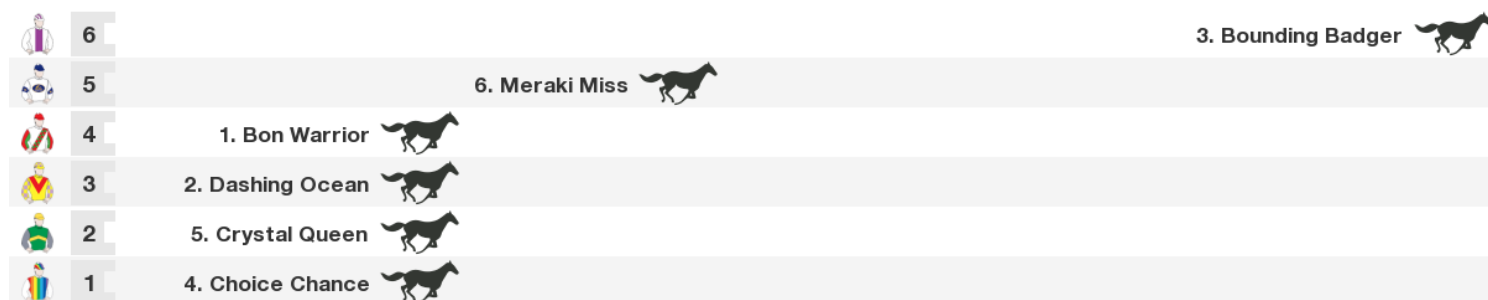 6 3. Bounding Badger
5 6. Meraki Miss
4 1. Bon Warrior
3 2. Dashing Ocean
2 5. Crystal Queen
1 4. Choice Chance